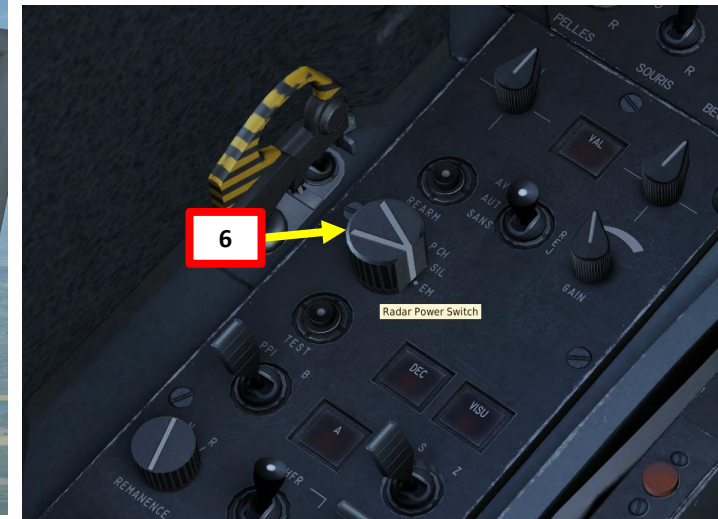 R
PELLES
SOURIS
R
VAL
AV
AUT
SANS
REARM
R
E
J
6
P CH
SIL
EM
GAIN
Radar Power Switch
TEST
PPI
B
DEC
VISU
A
S
Z
N
R
REMANENCE
HFR